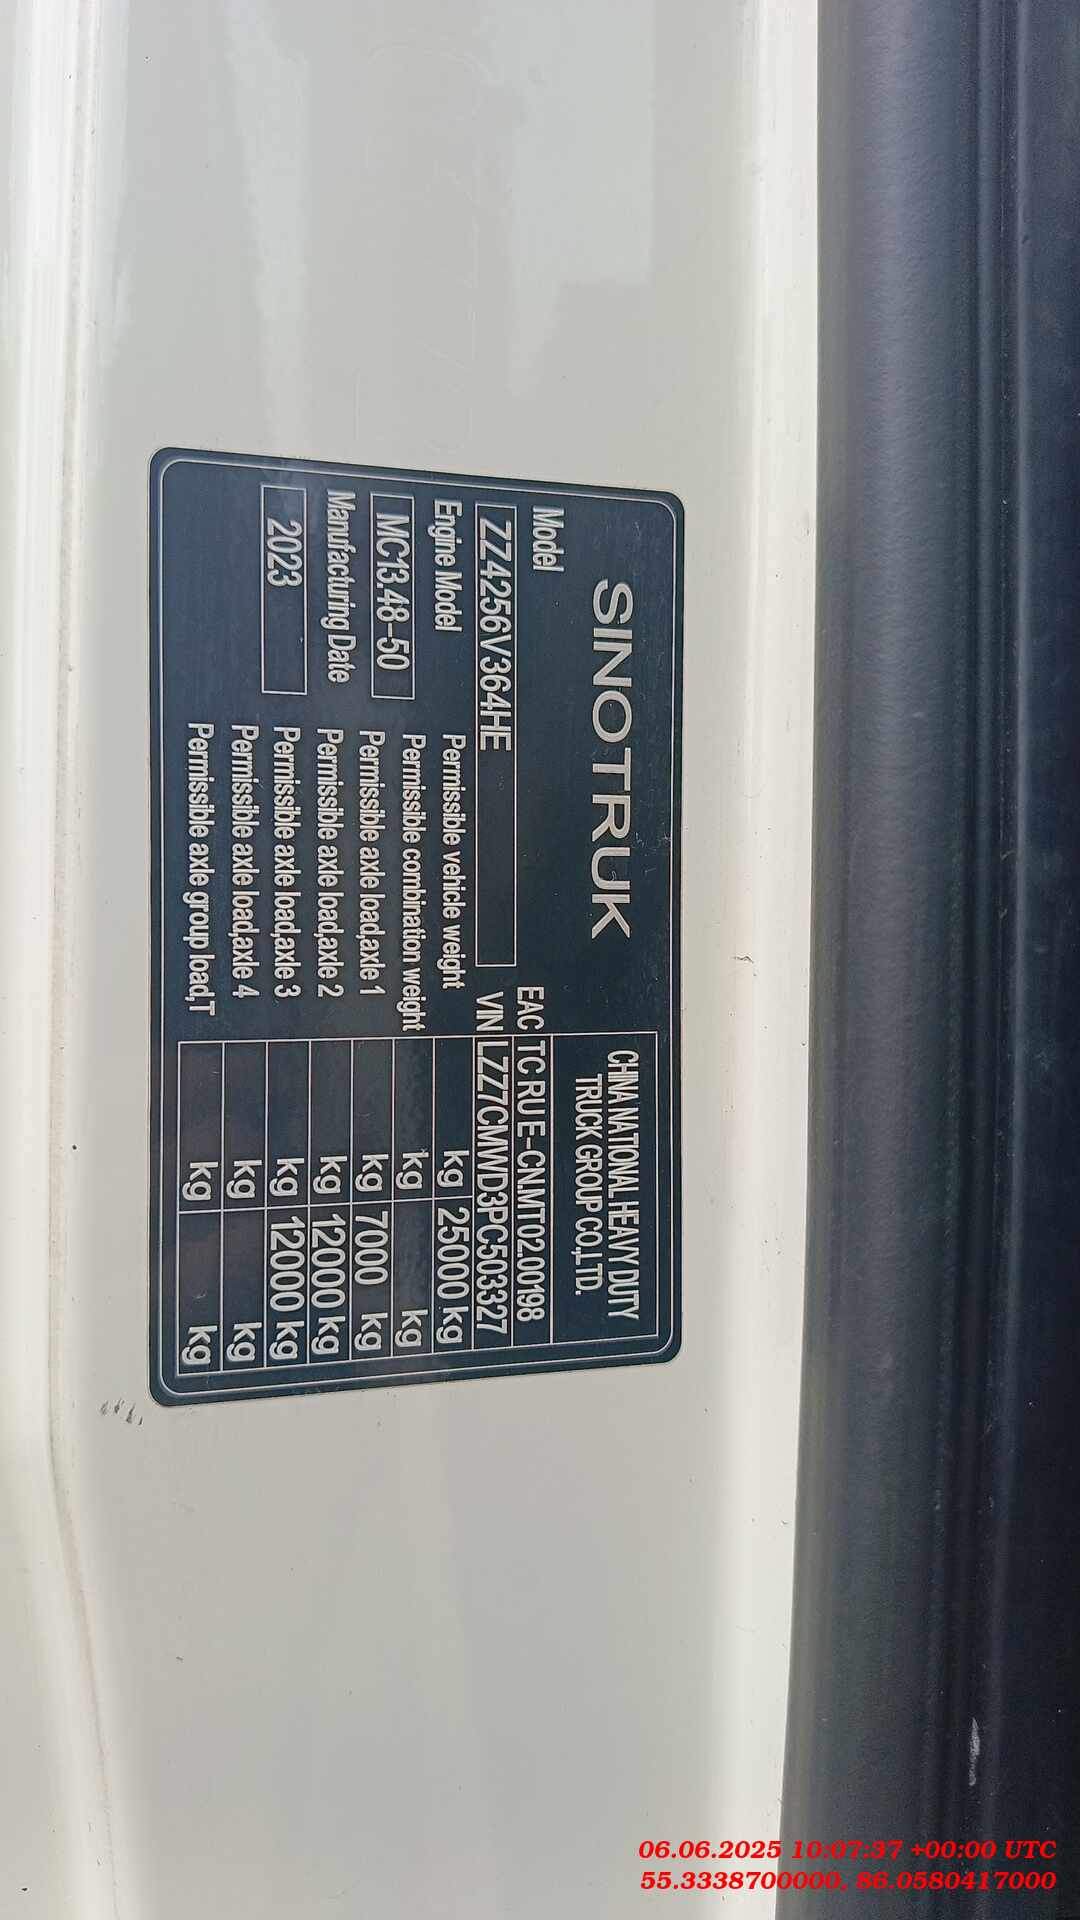 SINOTRUK
CHINA NATIONAL HEAVY DUTY
TRUCK GROUP CO.,LTD.
Model
EAC TC RU E-CN.MT02.00198
ZZ4256V364HE
VIN LZZ7CMWD3PC503327
Engine Model
MC13.48-50
Manufacturing Date
2023
Permissible vehicle weight kg 25000 kg
Permissible combination weight kg kg
Permissible axle load,axle 1 kg 7000 kg
Permissible axle load,axle 2 kg 12000 kg
Permissible axle load,axle 3 kg 12000 kg
Permissible axle load,axle 4 kg kg
Permissible axle group load,T kg kg
06.06.2025 10:07:37 +00:00 UTC
55.3338700000, 86.0580417000